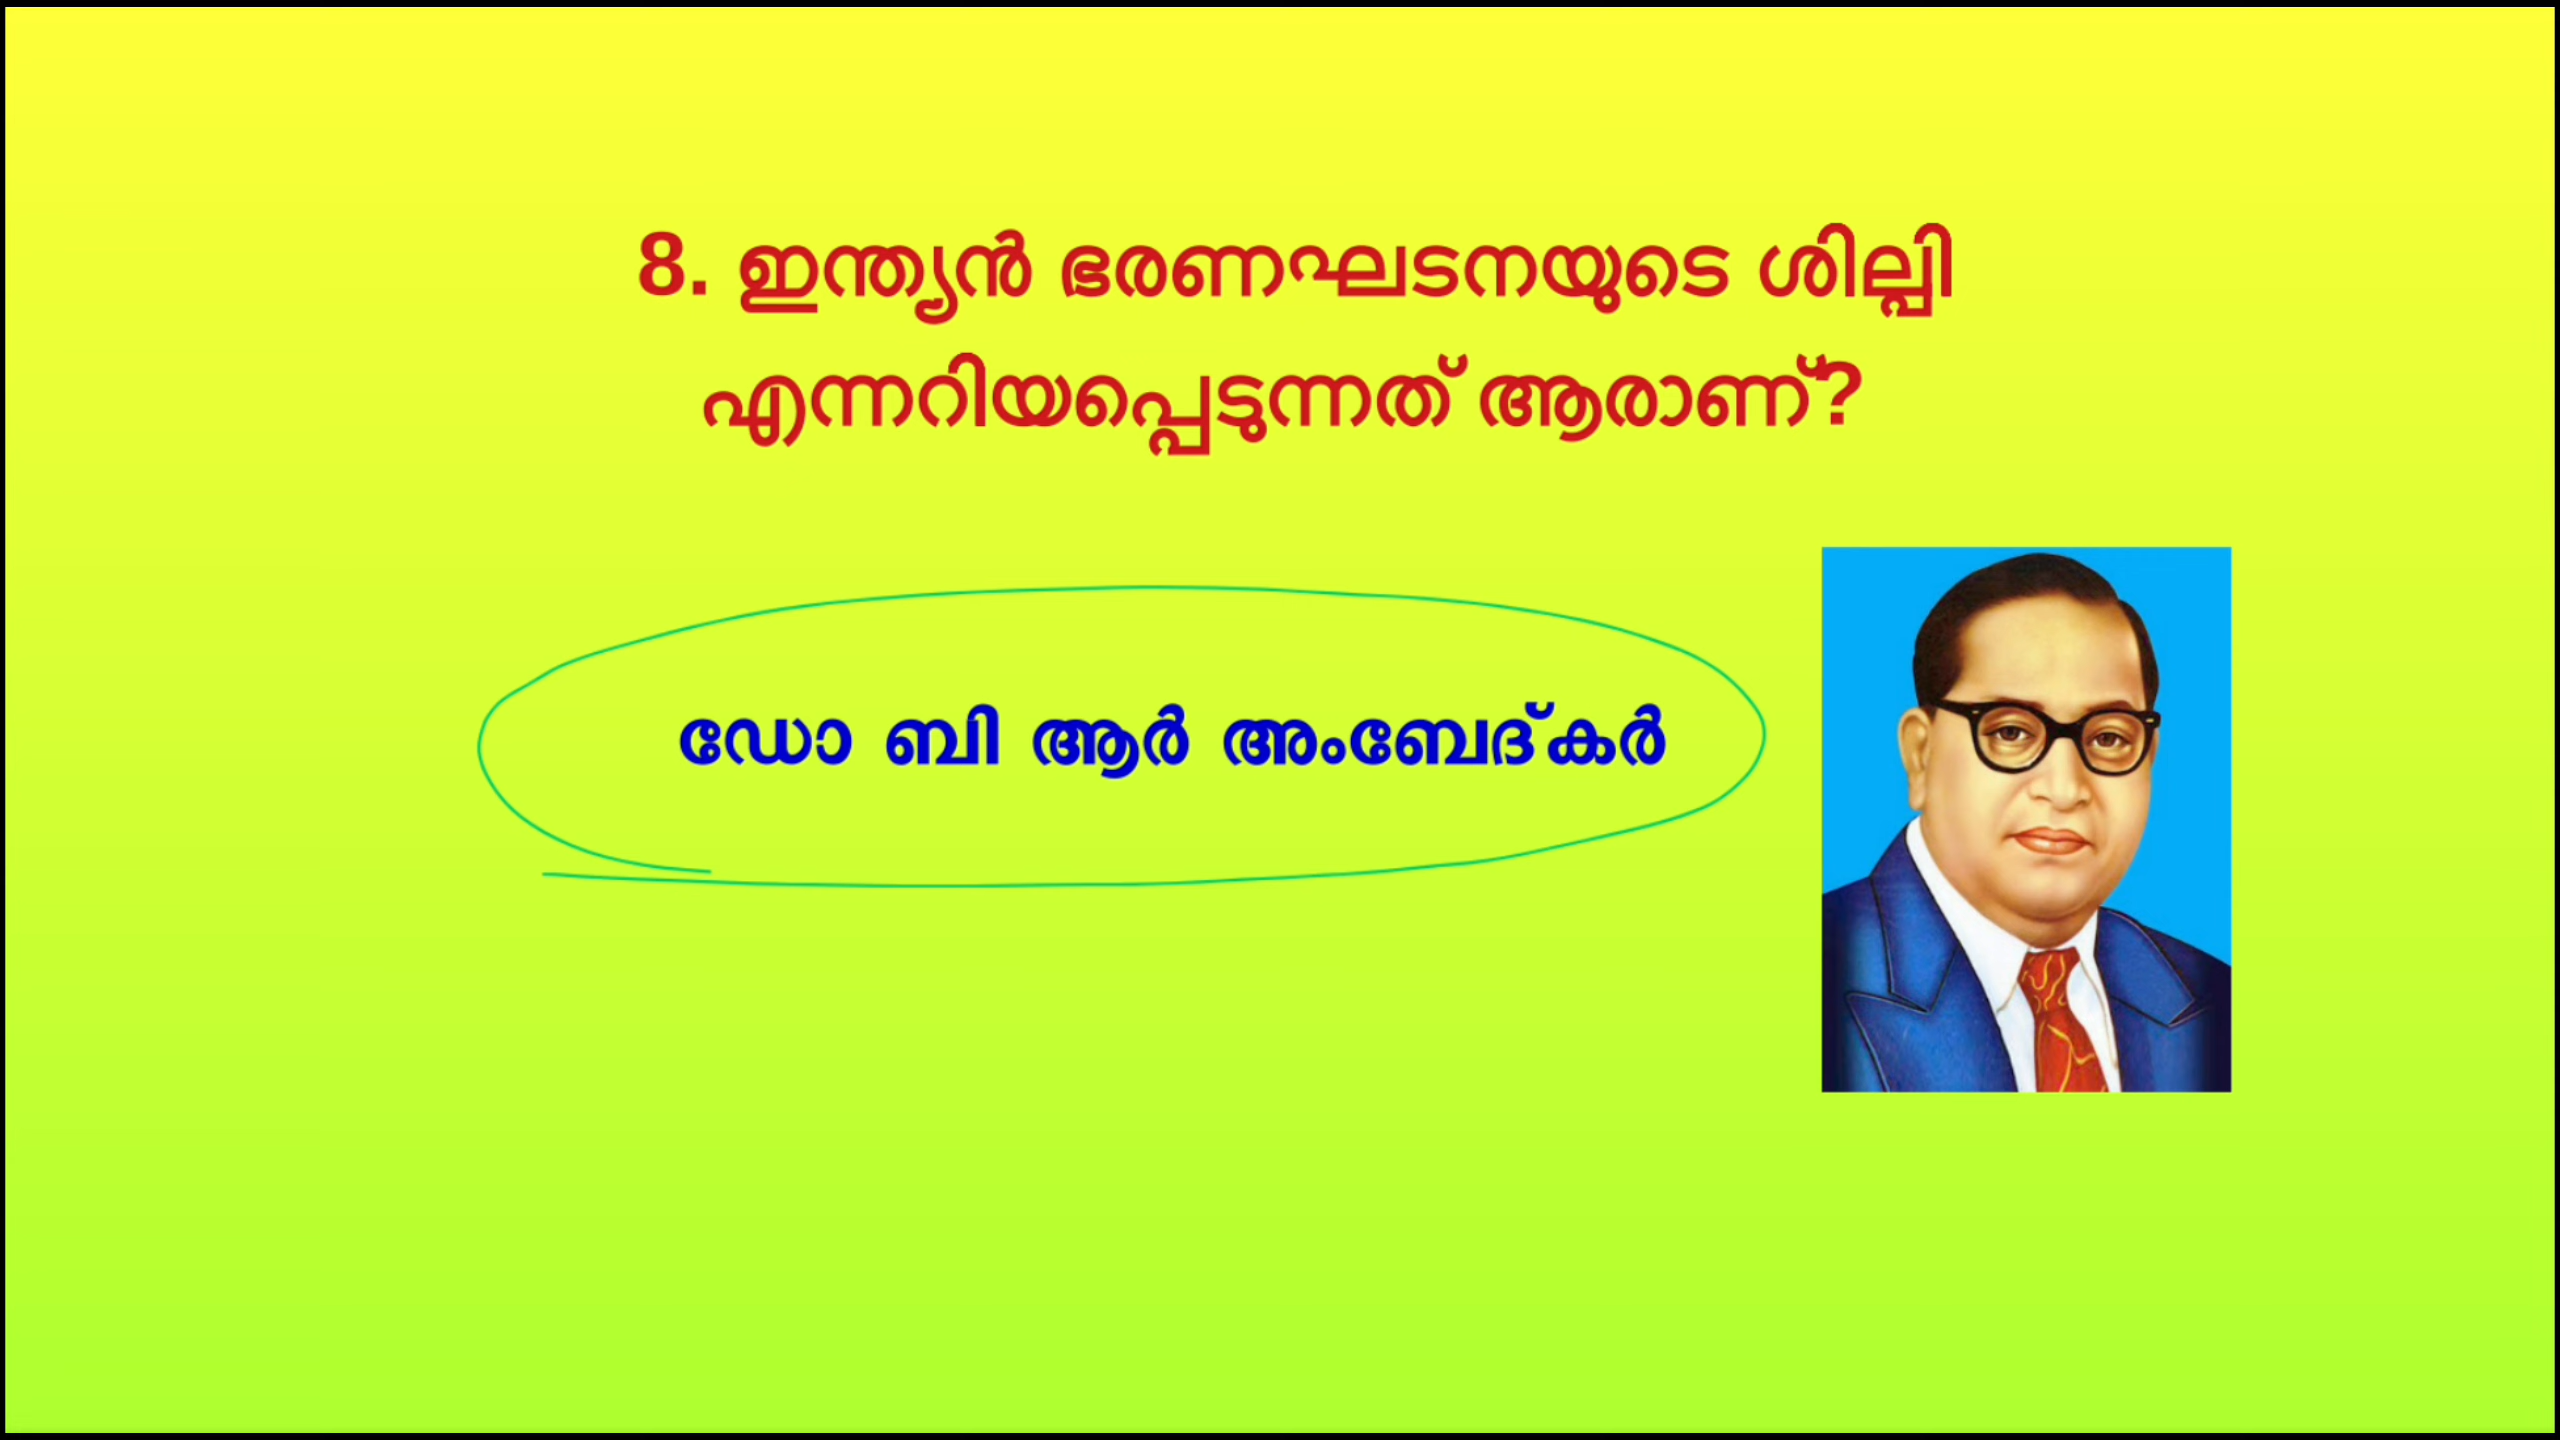 8. ഇന്ത്യൻ ഭരണഘടനയുടെ ശില്പി
എന്നറിയപ്പെടുന്നത് ആരാണ്?
ഡോ ബി ആർ അംബേദ്കർ